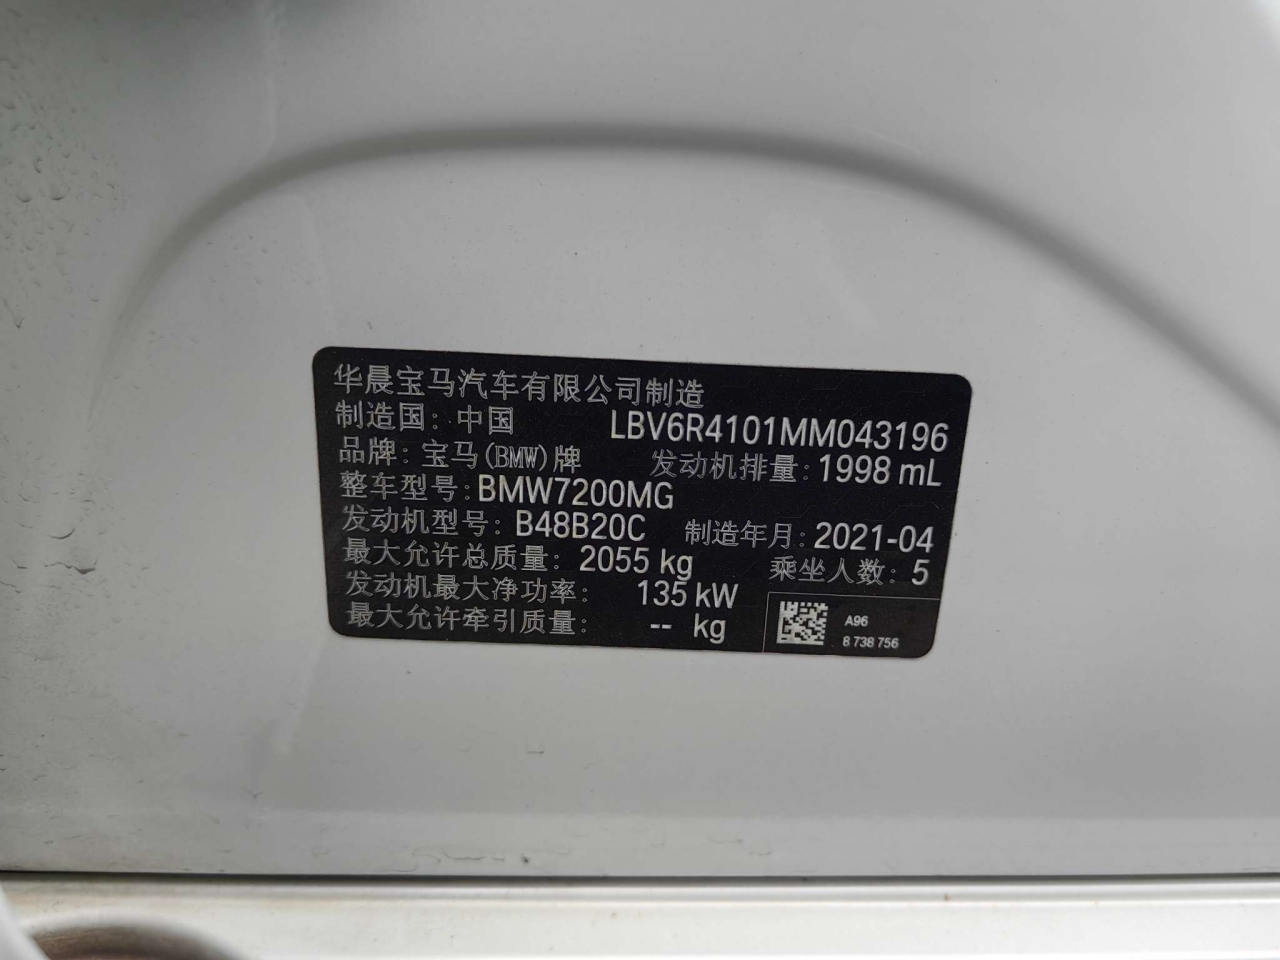 华晨宝马汽车有限公司制造
制造国: 中国 LBV6R4101MM043196
品牌: 宝马(BMW)牌 发动机排量: 1998 mL
整车型号: BMW7200MG
发动机型号: B48B20C 制造年月: 2021-04
最大允许总质量: 2055 kg 乘坐人数: 5
发动机最大净功率: 135 kW
最大允许牵引质量: -- kg
A96
8 738 756